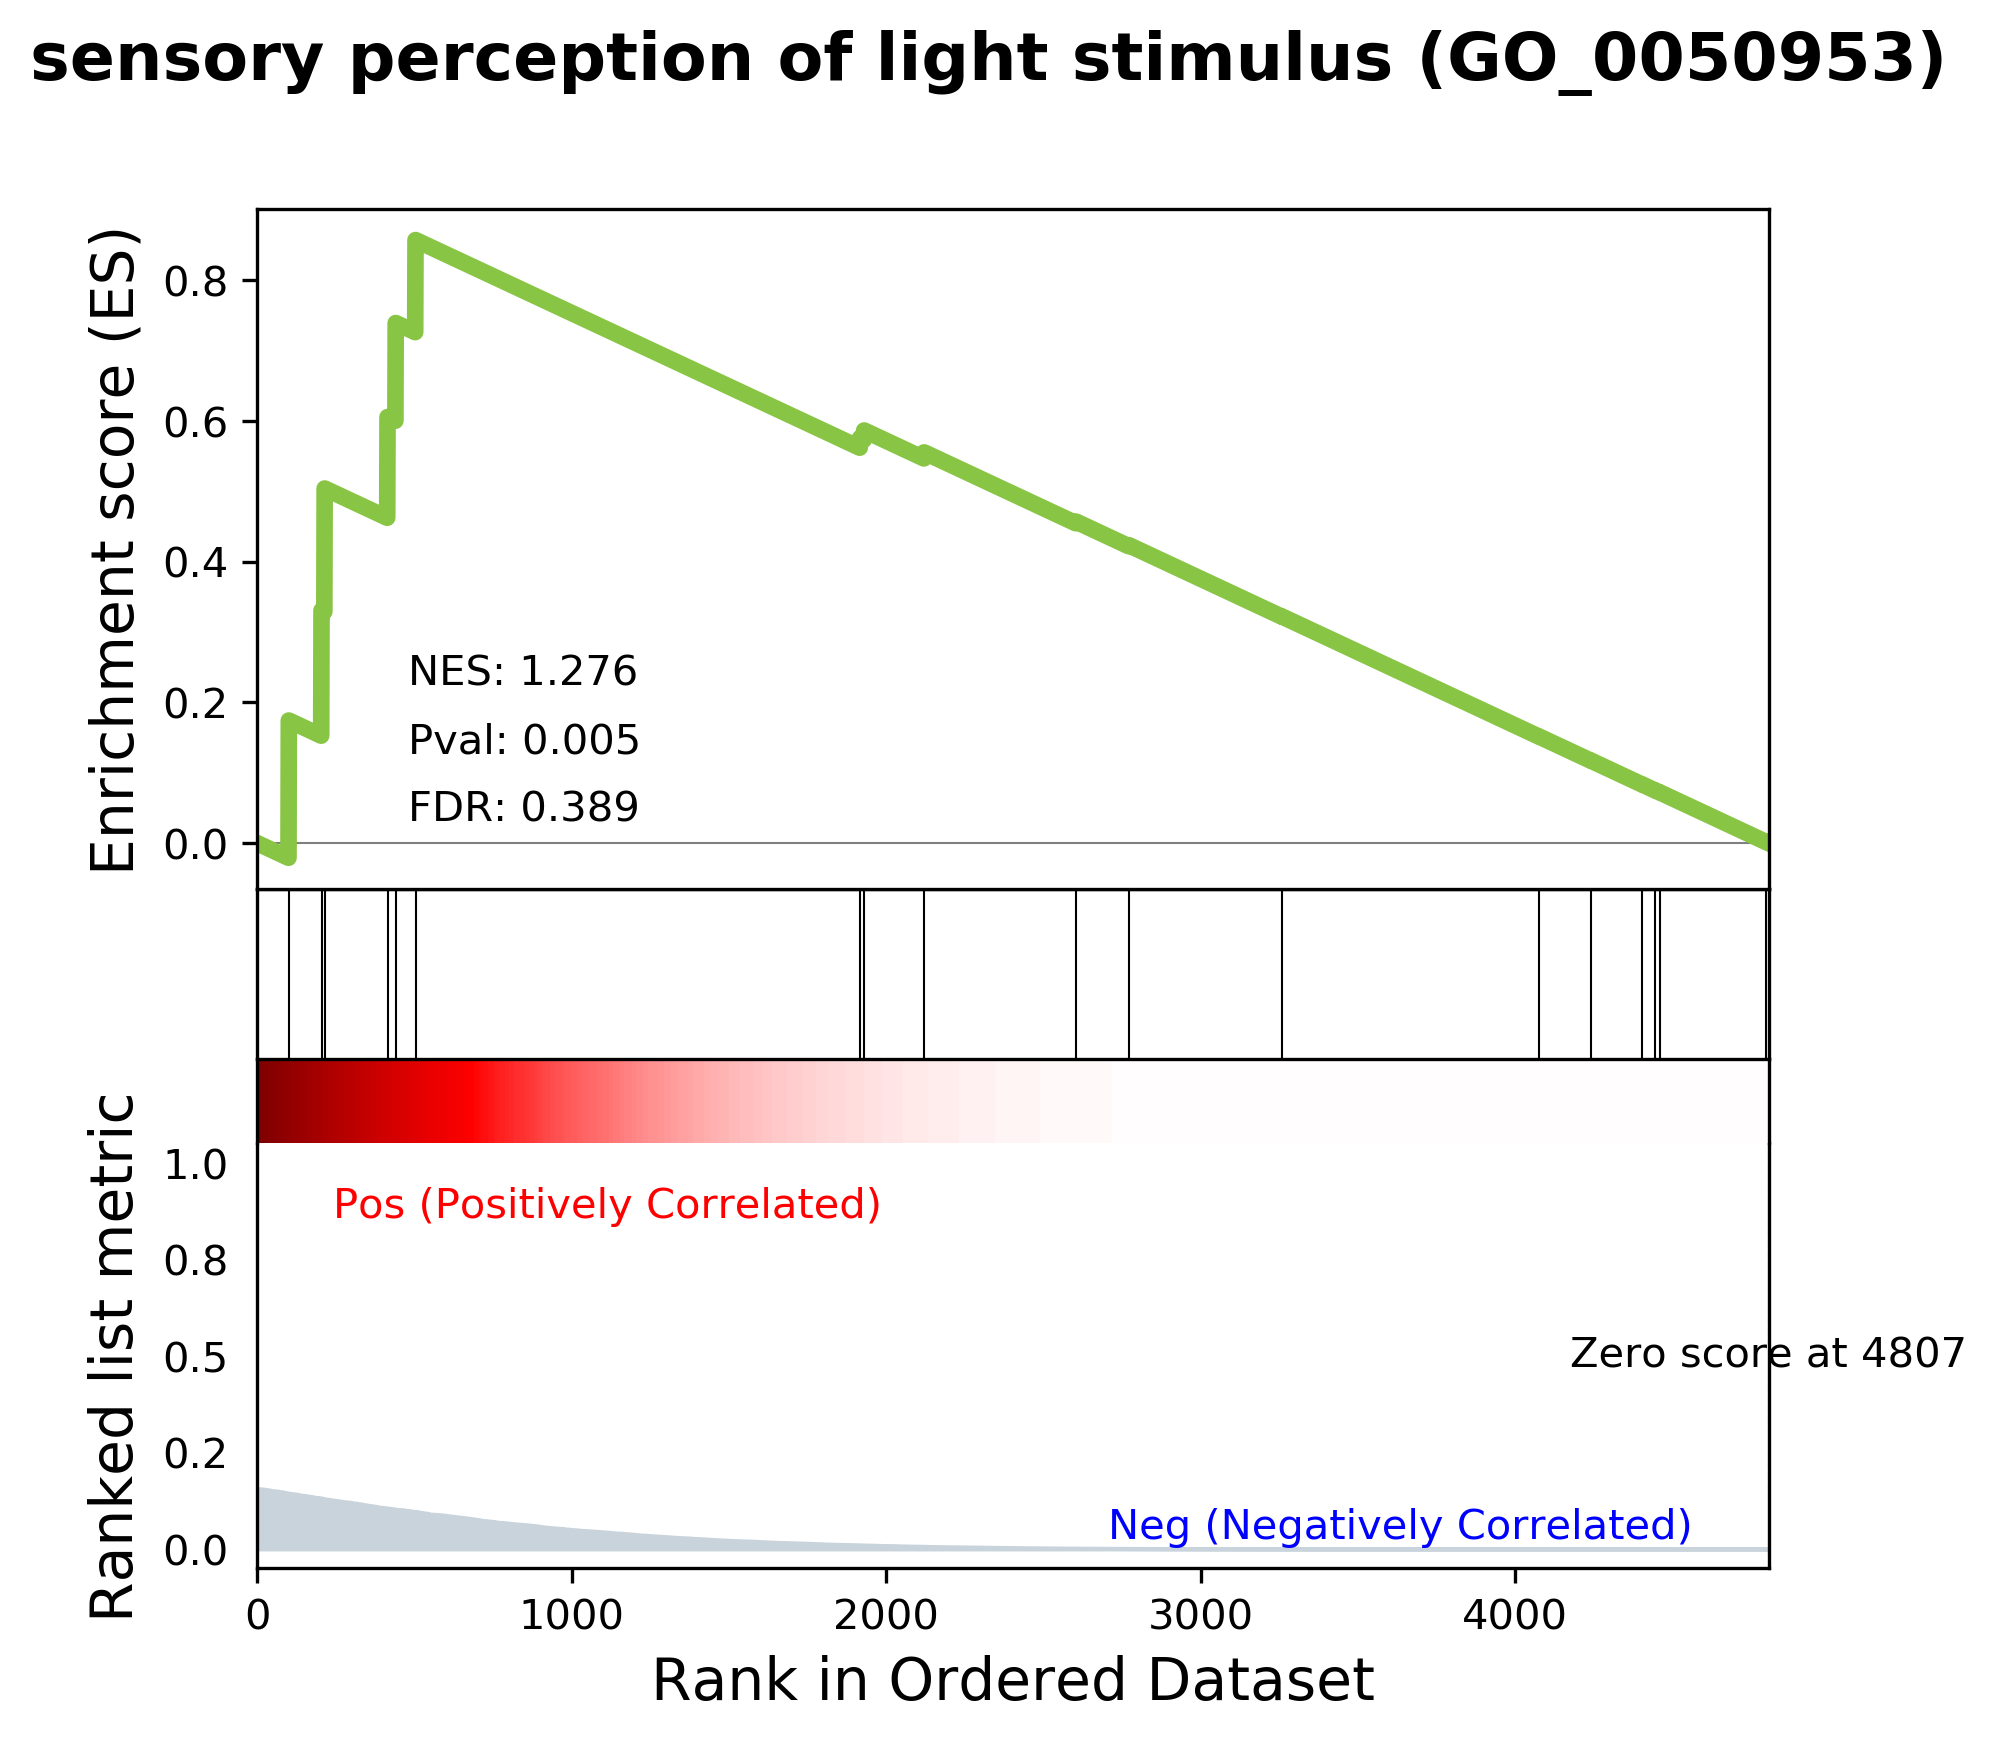 sensory perception of light stimulus (GO_0050953)
Enrichment score (ES)
0.8
0.6
0.4
0.2
0.0
NES: 1.276
Pval: 0.005
FDR: 0.389
Ranked list metric
1.0
0.8
0.5
0.2
0.0
Pos (Positively Correlated)
Zero score at 4807
Neg (Negatively Correlated)
0 1000 2000 3000 4000
Rank in Ordered Dataset